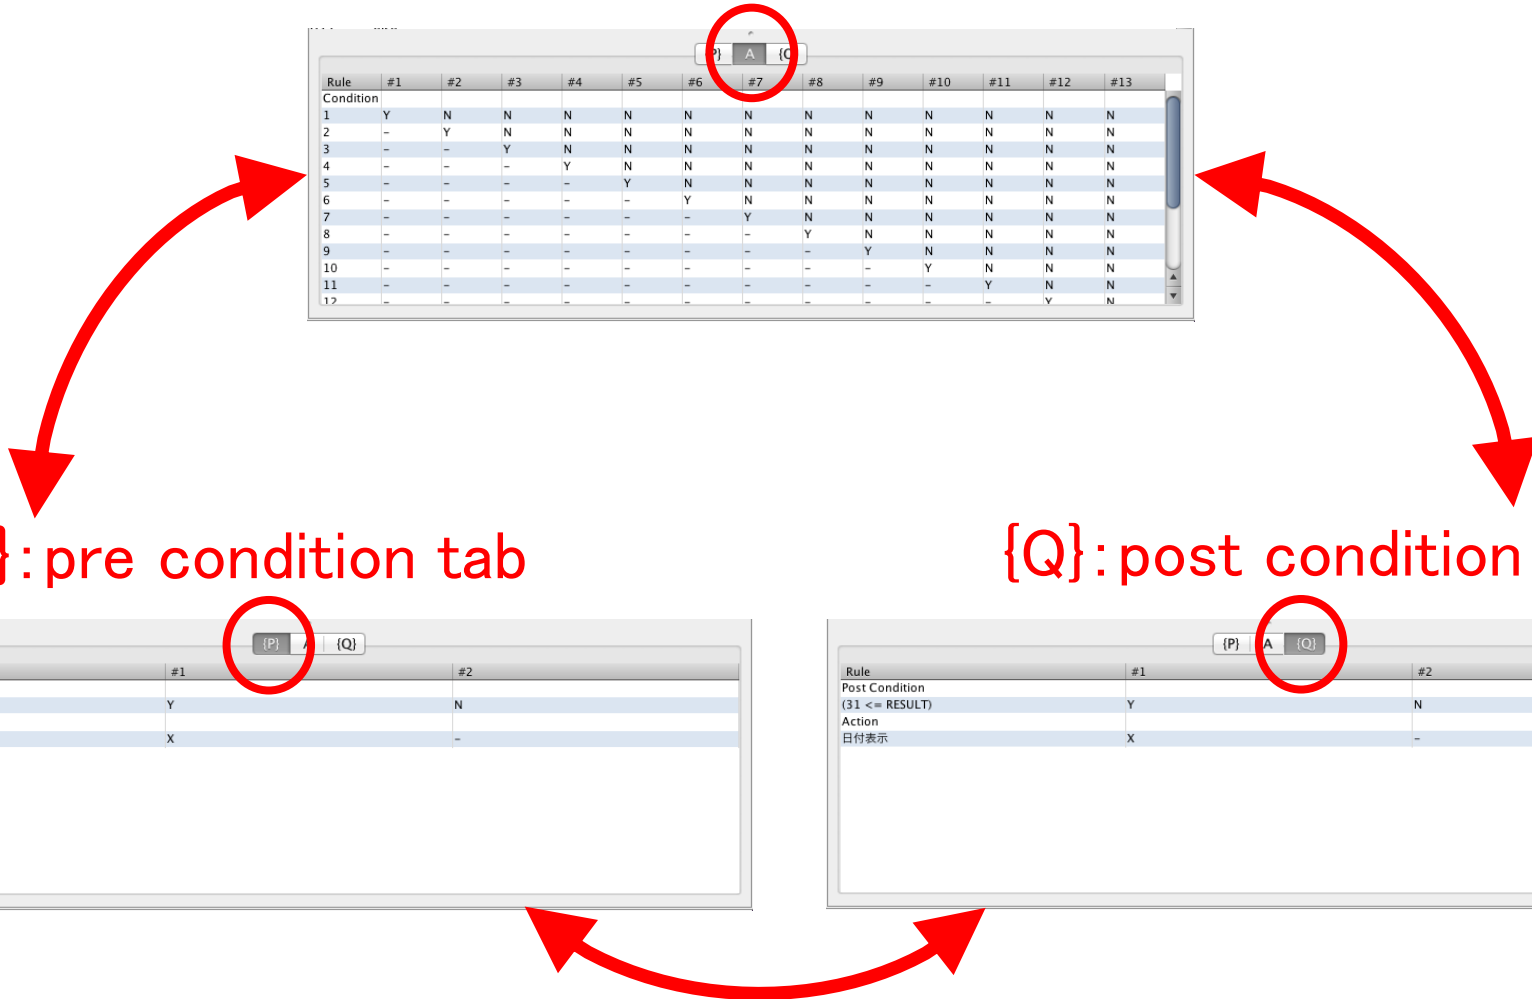 {P} A {Q}
Rule #1 #2 #3 #4 #5 #6 #7 #8 #9 #10 #11 #12 #13
Condition
1 Y N N N N N N N N N N N N
2 – Y N N N N N N N N N N N
3 – – Y N N N N N N N N N N
4 – – – Y N N N N N N N N N
5 – – – – Y N N N N N N N N
6 – – – – – Y N N N N N N N
7 – – – – – – Y N N N N N N
8 – – – – – – – Y N N N N N
9 – – – – – – – – Y N N N N
10 – – – – – – – – – Y N N N
11 – – – – – – – – – – Y N N
12 – – – – – – – – – – – Y N
}:pre condition tab
{Q}:post condition
{P} A {Q}
#1 #2
Y N
X –
{P} A {Q}
Rule #1 #2
Post Condition
(31 <= RESULT) Y N
Action
日付表示 X –